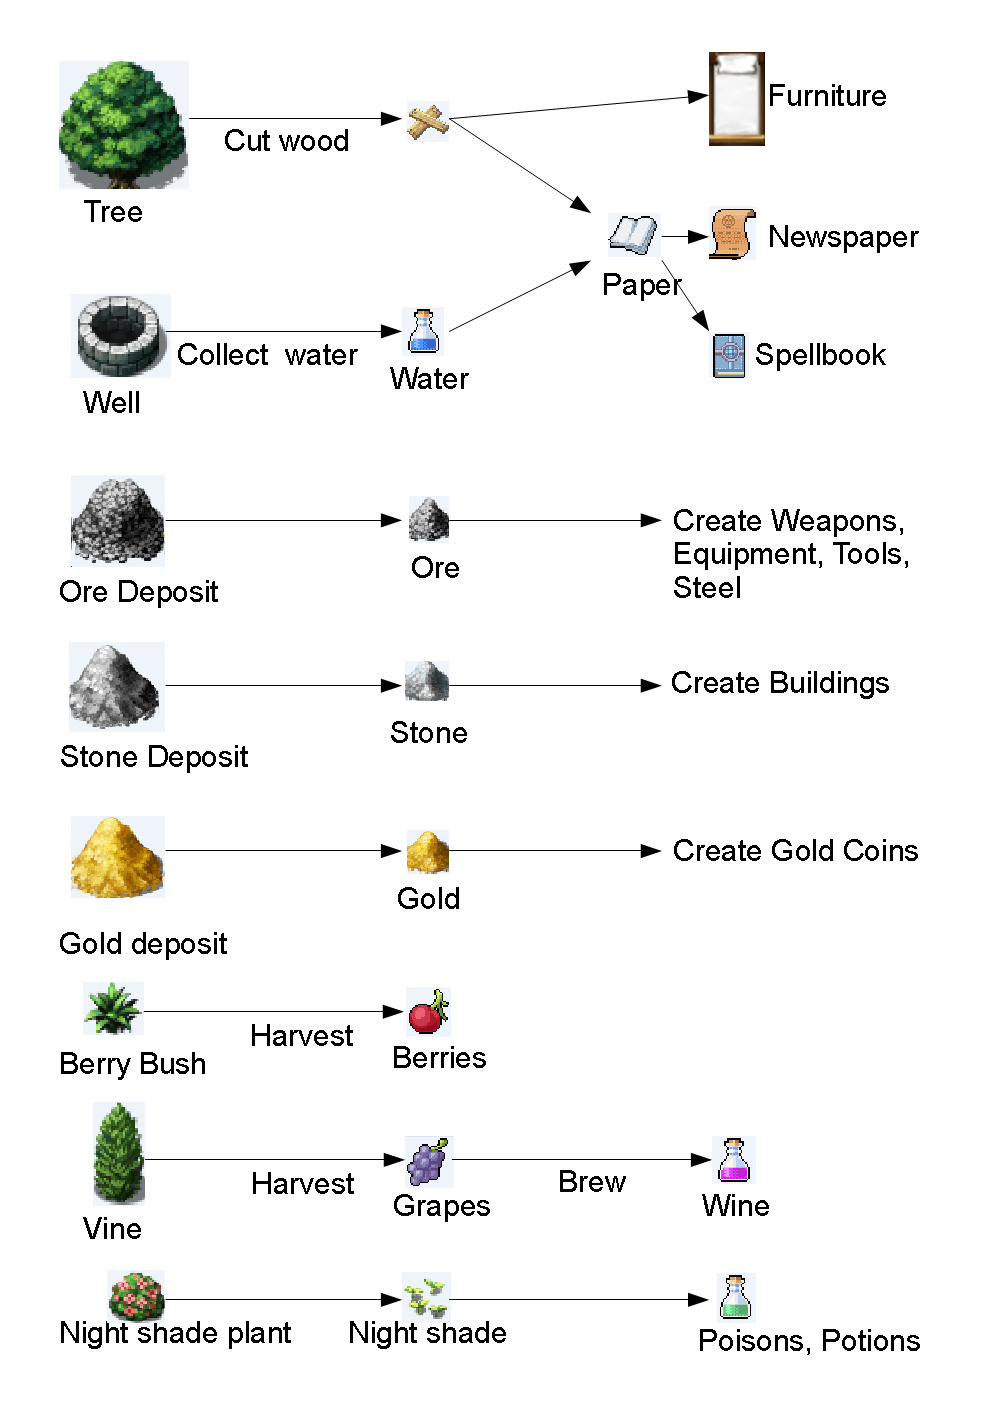 Furniture
Cut wood
Tree
Newspaper
Paper
Collect  water
Spellbook
Water
Well
Create Weapons,
Equipment, Tools,
Steel
Ore
Ore Deposit
Create Buildings
Stone
Stone Deposit
Create Gold Coins
Gold
Gold deposit
Harvest
Berries
Berry Bush
Harvest
Brew
Grapes
Wine
Vine
Night shade plant
Night shade
Poisons, Potions